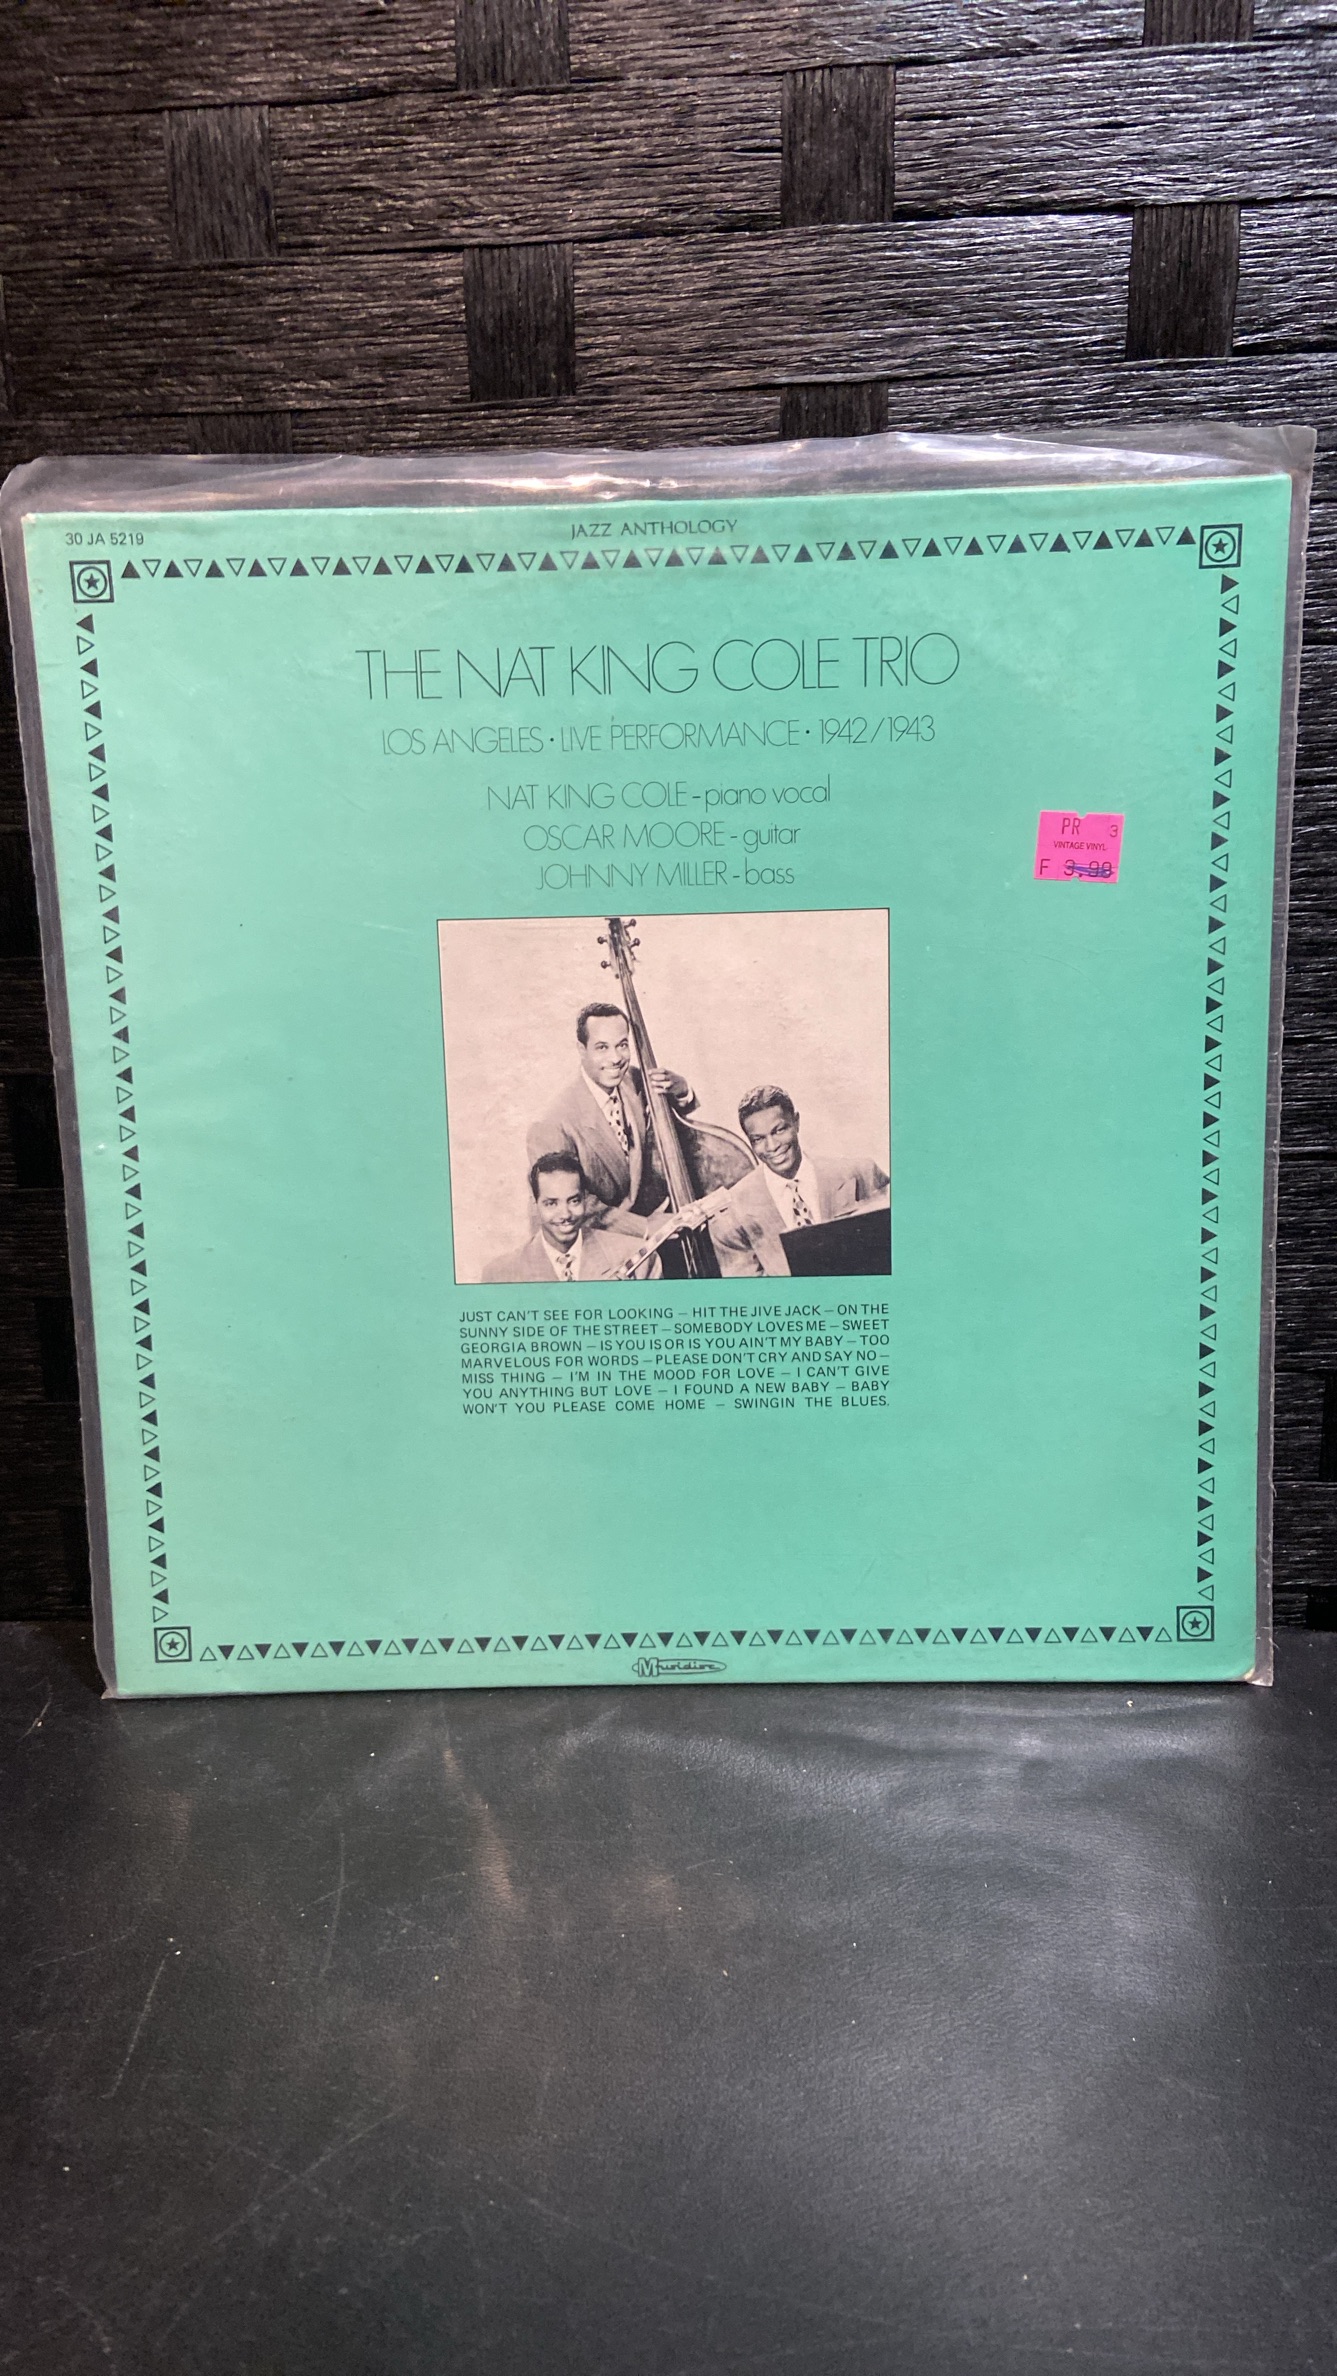 30 JA 5219
JAZZ ANTHOLOGY
THE NAT KING COLE TRIO
LOS ANGELES • LIVE PERFORMANCE • 1942/1943
NAT KING COLE - piano vocal
OSCAR MOORE - guitar
JOHNNY MILLER - bass
PR 3
VINTAGE VINYL
F 3.98
JUST CAN'T SEE FOR LOOKING — HIT THE JIVE JACK — ON THE
SUNNY SIDE OF THE STREET — SOMEBODY LOVES ME — SWEET
GEORGIA BROWN — IS YOU IS OR IS YOU AIN'T MY BABY — TOO
MARVELOUS FOR WORDS — PLEASE DON'T CRY AND SAY NO —
MISS THING — I'M IN THE MOOD FOR LOVE — I CAN'T GIVE
YOU ANYTHING BUT LOVE — I FOUND A NEW BABY — BABY
WON'T YOU PLEASE COME HOME — SWINGIN THE BLUES.
Musidisc